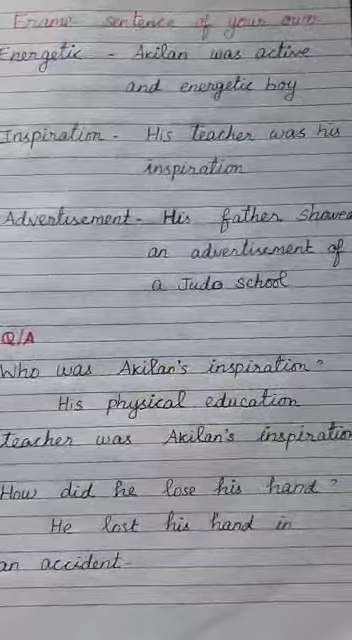 Frame sentence of your own
Energetic - Akilan was active
and energetic boy
Inspiration - His teacher was his
inspiration
Advertisement - His father showed
an advertisement of
a Judo school
Q/A
Who was Akilan's inspiration?
His physical education
teacher was Akilan's inspiration
How did he lose his hand?
He lost his hand in
an accident-